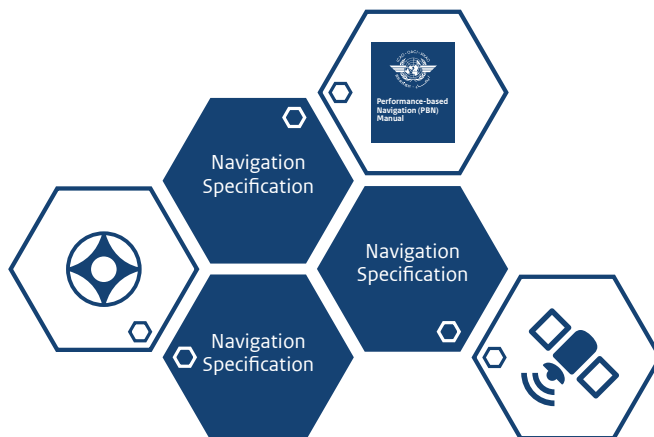 Performance-based
Navigation (PBN)
Manual
Navigation
Specification
Navigation
Specification
Navigation
Specification